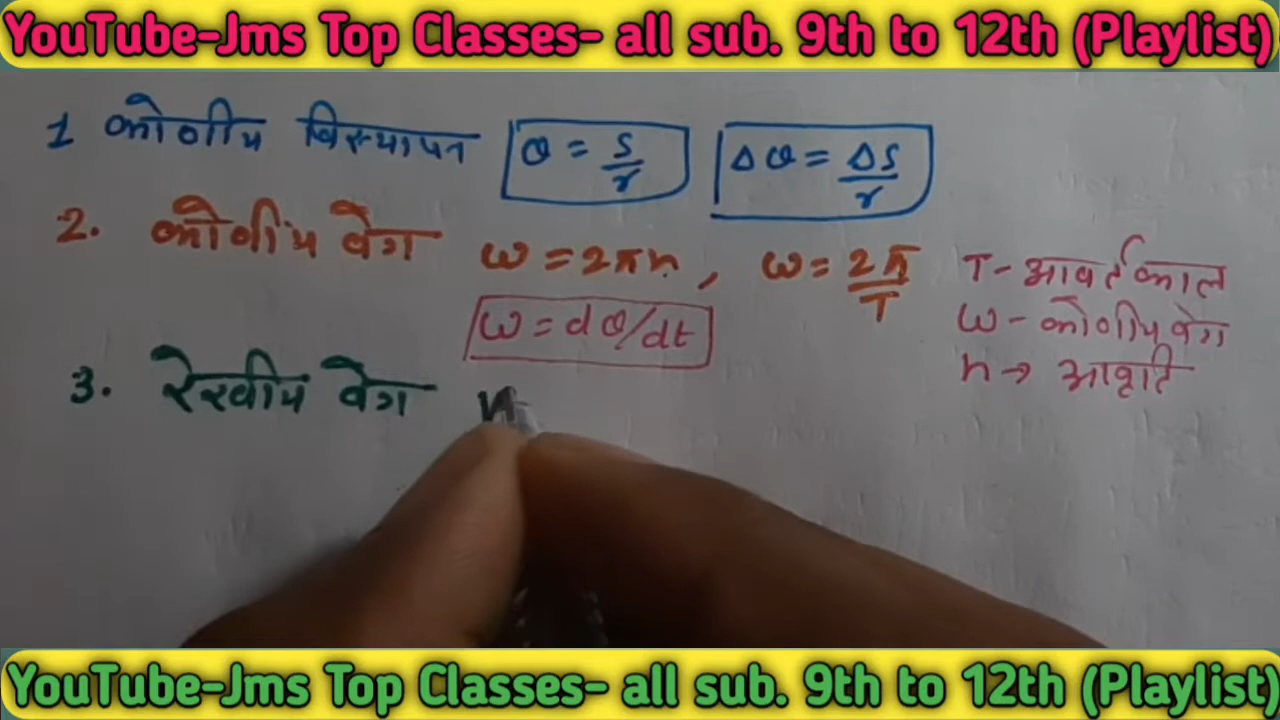 YouTube-Jms Top Classes- all sub. 9th to 12th (Playlist)
1 कोणीय विस्थापन θ = s/r Δθ = Δs/r
2. कोणीय वेग ω = 2πn , ω = 2π/T
ω = dθ/dt
T - आवर्तकाल
ω - कोणीय वेग
n → आवृति
3. रेखीय वेग
YouTube-Jms Top Classes- all sub. 9th to 12th (Playlist)